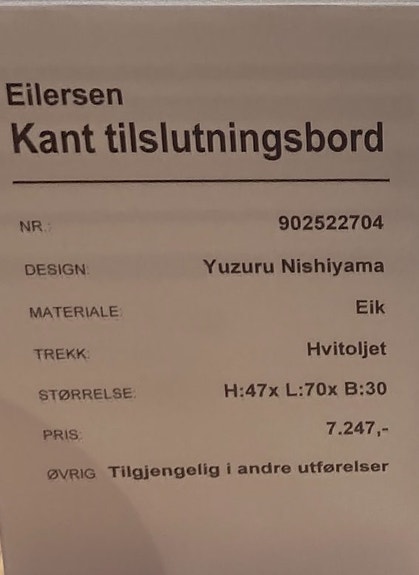 Eilersen
Kant tilslutningsbord
NR.: 902522704
DESIGN: Yuzuru Nishiyama
MATERIALE: Eik
TREKK: Hvitoljet
STØRRELSE: H:47x L:70x B:30
PRIS: 7.247,-
ØVRIG Tilgjengelig i andre utførelser